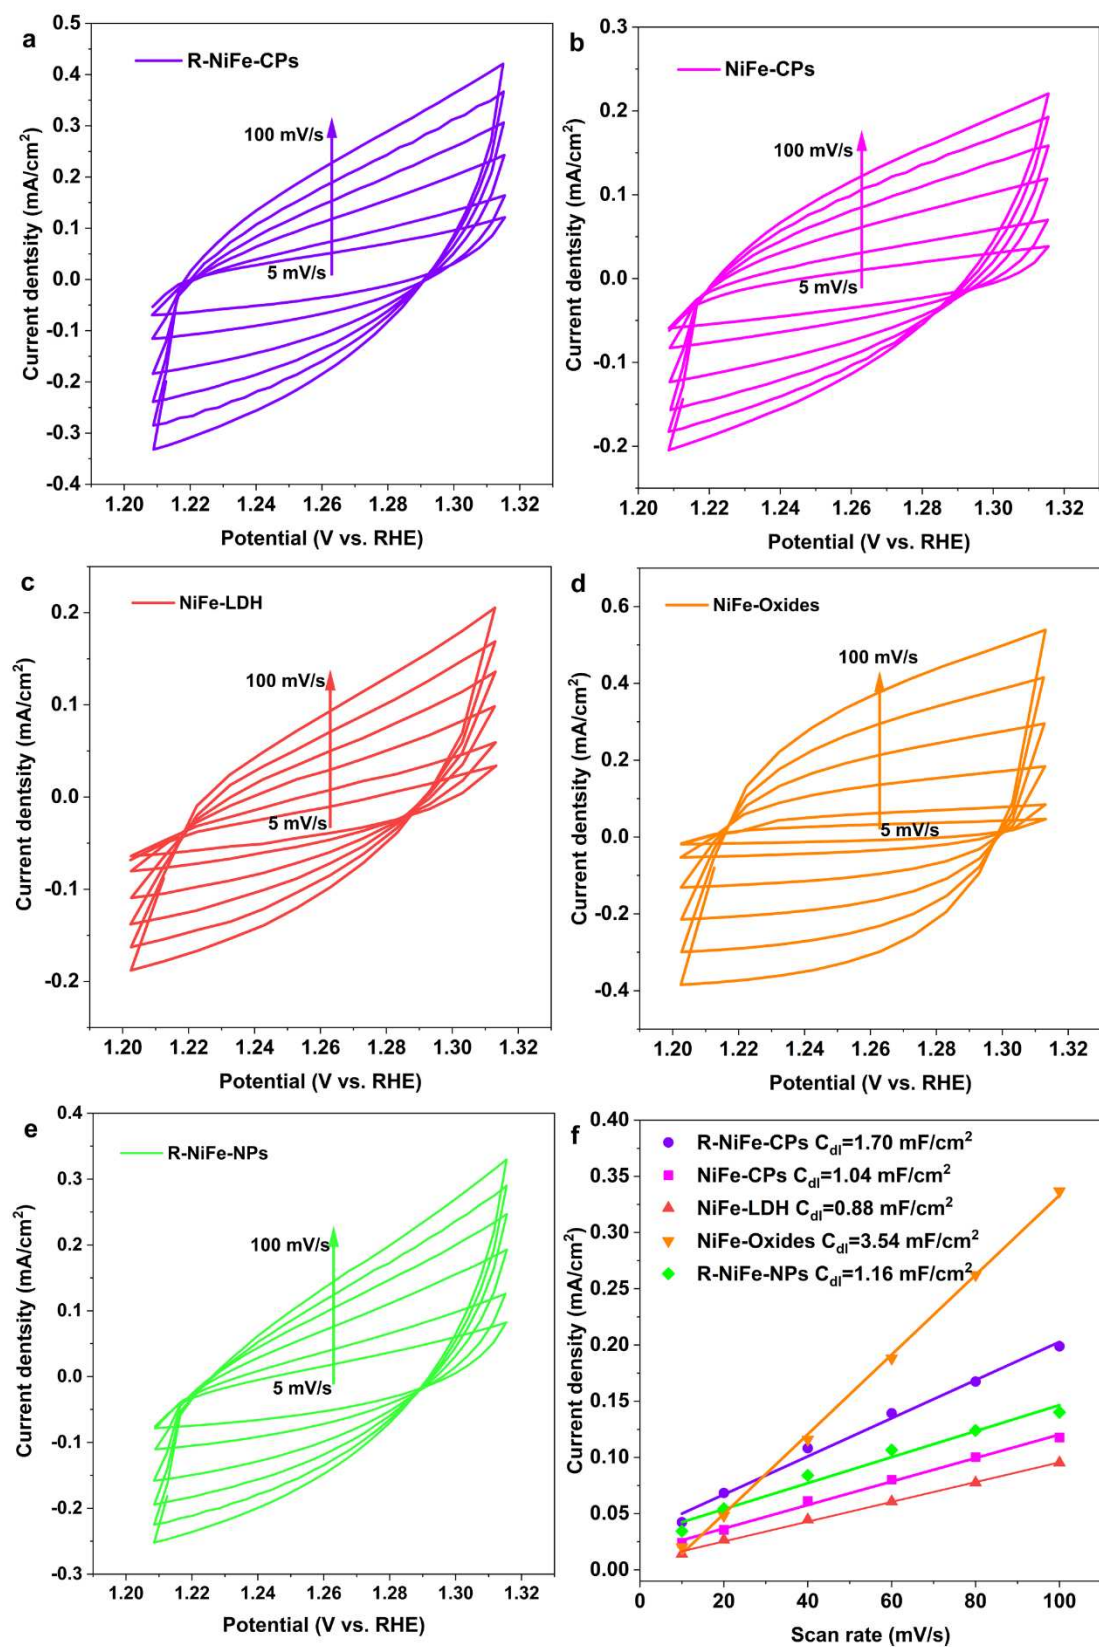 a
R-NiFe-CPs
100 mV/s
5 mV/s
0.5
0.4
0.3
0.2
0.1
0.0
-0.1
-0.2
-0.3
-0.4
Current dentsity (mA/cm²)
1.20 1.22 1.24 1.26 1.28 1.30 1.32
Potential (V vs. RHE)
b
NiFe-CPs
100 mV/s
5 mV/s
0.3
0.2
0.1
0.0
-0.1
-0.2
Current dentsity (mA/cm²)
1.20 1.22 1.24 1.26 1.28 1.30 1.32
Potential (V vs. RHE)
c
NiFe-LDH
100 mV/s
5 mV/s
0.2
0.1
0.0
-0.1
-0.2
Current dentsity (mA/cm²)
1.20 1.22 1.24 1.26 1.28 1.30 1.32
Potential (V vs. RHE)
d
NiFe-Oxides
100 mV/s
5 mV/s
0.6
0.4
0.2
0.0
-0.2
-0.4
Current dentsity (mA/cm²)
1.20 1.22 1.24 1.26 1.28 1.30 1.32
Potential (V vs. RHE)
e
R-NiFe-NPs
100 mV/s
5 mV/s
0.4
0.3
0.2
0.1
0.0
-0.1
-0.2
-0.3
Current dentsity (mA/cm²)
1.20 1.22 1.24 1.26 1.28 1.30 1.32
Potential (V vs. RHE)
f
R-NiFe-CPs Cdl=1.70 mF/cm²
NiFe-CPs Cdl=1.04 mF/cm²
NiFe-LDH Cdl=0.88 mF/cm²
NiFe-Oxides Cdl=3.54 mF/cm²
R-NiFe-NPs Cdl=1.16 mF/cm²
0.40
0.35
0.30
0.25
0.20
0.15
0.10
0.05
0.00
Current density (mA/cm²)
0 20 40 60 80 100
Scan rate (mV/s)